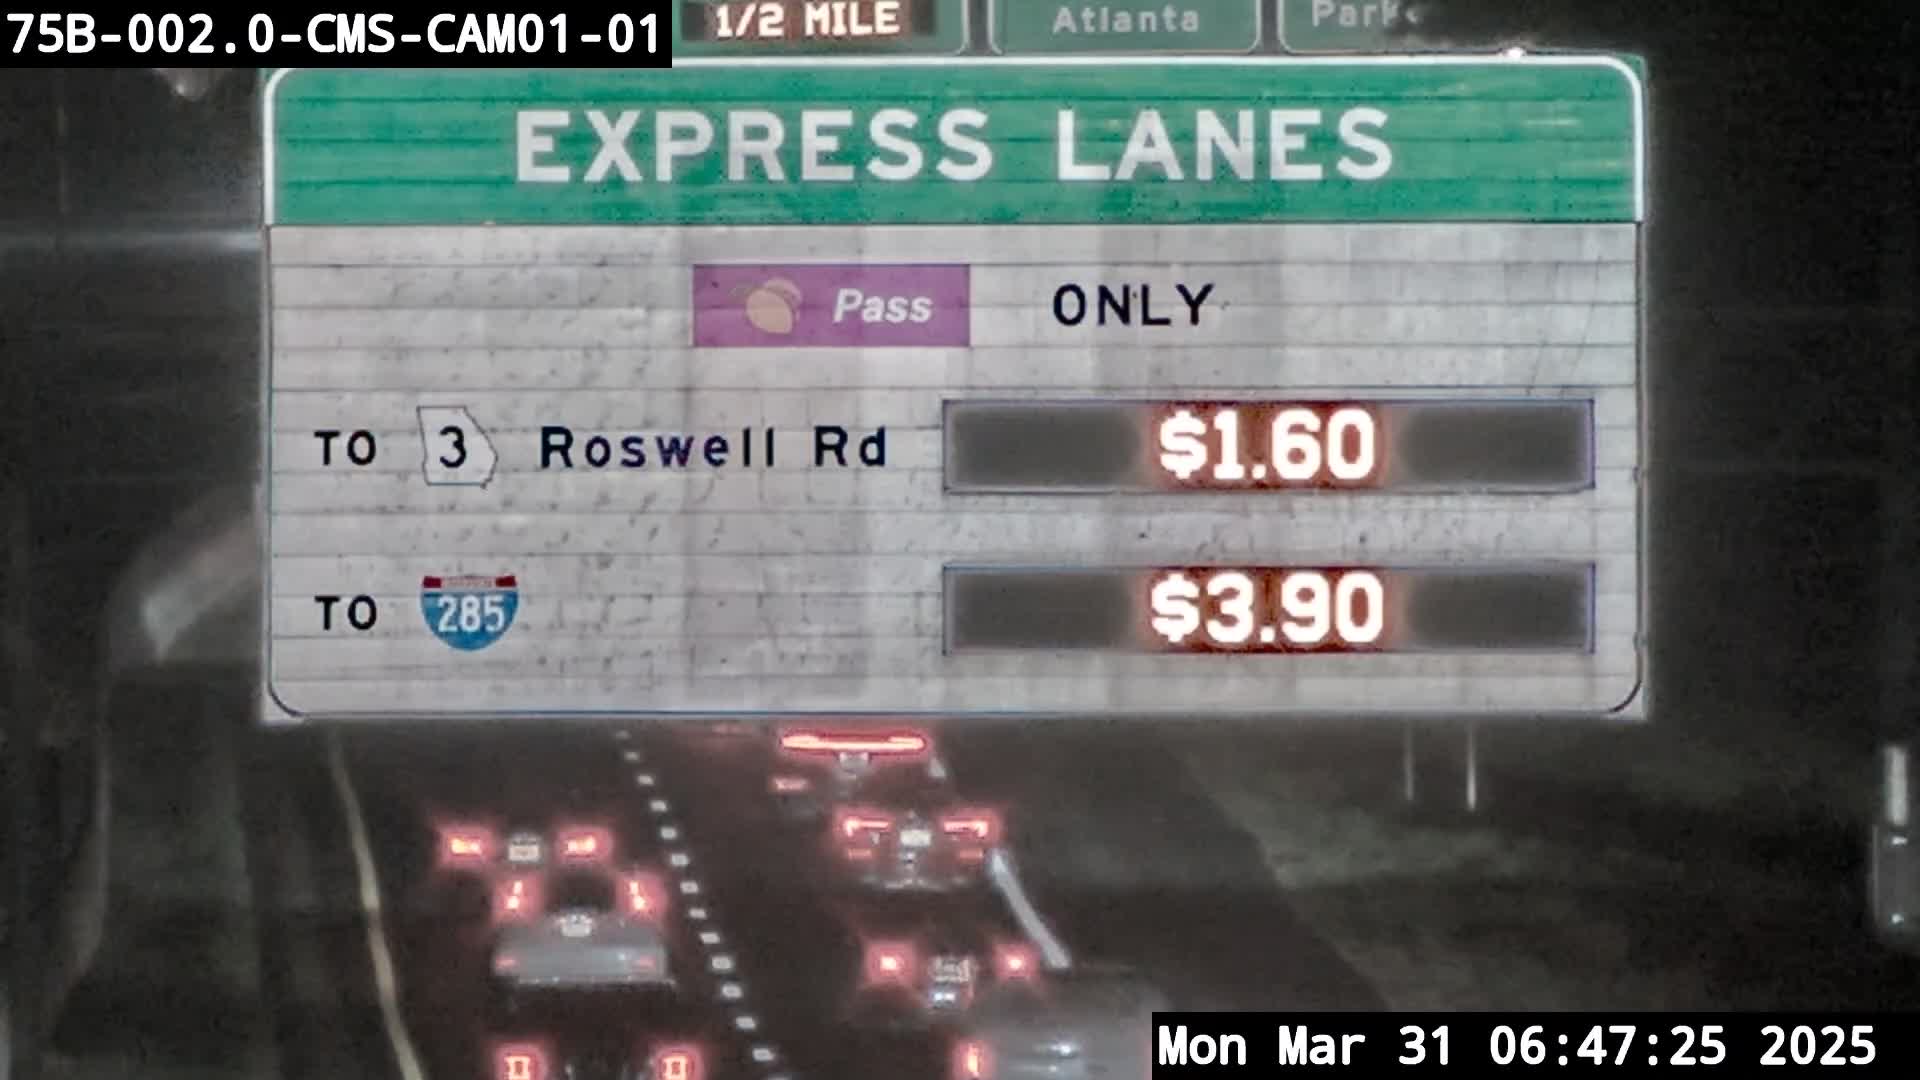 75B-002.0-CMS-CAM01-01
1/2 MILE
Atlanta
EXPRESS LANES
Pass ONLY
TO 3 Roswell Rd $1.60
TO 285 $3.90
Mon Mar 31 06:47:25 2025